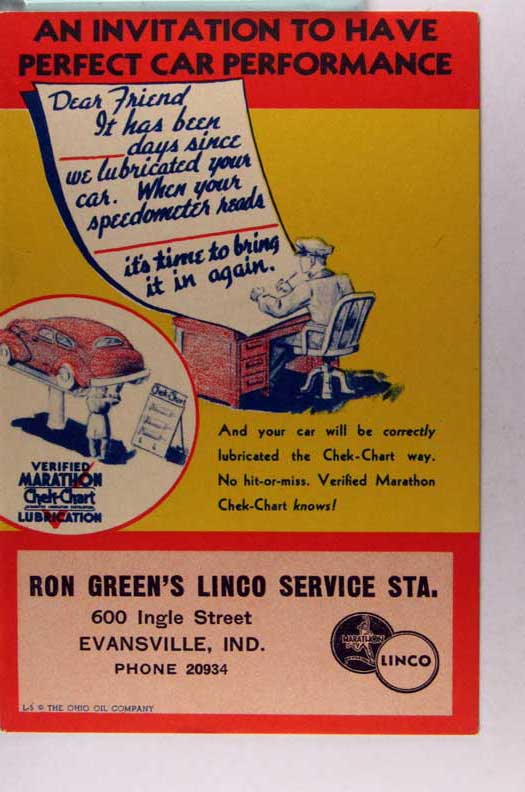 AN INVITATION TO HAVE
PERFECT CAR PERFORMANCE
Dear Friend
It has been
______ days since
we lubricated your
car. When your
speedometer reads
______
it's time to bring
it in again.
Chek-Chart
VERIFIED
MARATHON
Chek-Chart
LUBRICATION
And your car will be correctly
lubricated the Chek-Chart way.
No hit-or-miss. Verified Marathon
Chek-Chart knows!
RON GREEN'S LINCO SERVICE STA.
600 Ingle Street
EVANSVILLE, IND.
PHONE 20934
MARATHON
LINCO
L-5 © THE OHIO OIL COMPANY